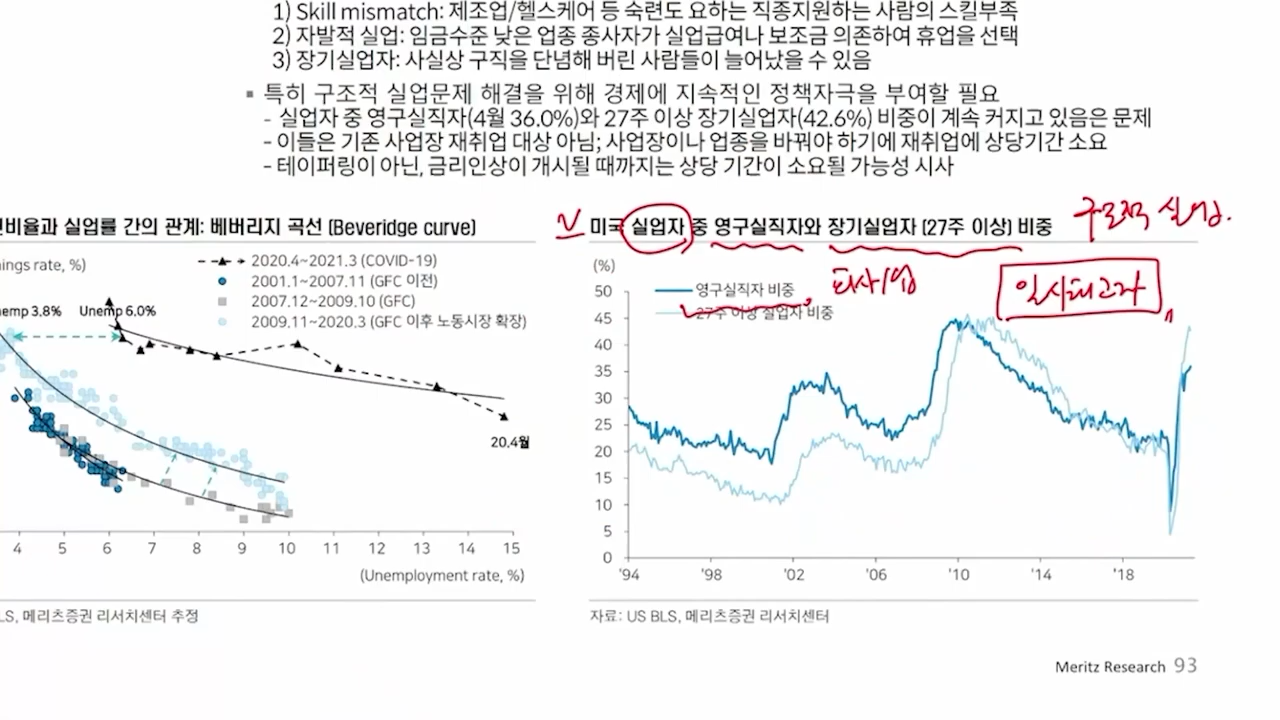 1) Skill mismatch: 제조업/헬스케어 등 숙련도 요하는 직종지원하는 사람의 스킬부족
2) 자발적 실업: 임금수준 낮은 업종 종사자가 실업급여나 보조금 의존하여 휴업을 선택
3) 장기실업자: 사실상 구직을 단념해 버린 사람들이 늘어났을 수 있음
▪ 특히 구조적 실업문제 해결을 위해 경제에 지속적인 정책자극을 부여할 필요
- 실업자 중 영구실직자(4월 36.0%)와 27주 이상 장기실업자(42.6%) 비중이 계속 커지고 있음은 문제
- 이들은 기존 사업장 재취업 대상 아님; 사업장이나 업종을 바꿔야 하기에 재취업에 상당기간 소요
- 테이퍼링이 아닌, 금리인상이 개시될 때까지는 상당 기간이 소요될 가능성 시사
비율과 실업률 간의 관계: 베버리지 곡선 (Beveridge curve)
nings rate, %)
2020.4~2021.3 (COVID-19)
2001.1~2007.11 (GFC 이전)
2007.12~2009.10 (GFC)
2009.11~2020.3 (GFC 이후 노동시장 확장)
nemp 3.8%
Unemp 6.0%
20.4월
4 5 6 7 8 9 10 11 12 13 14 15
(Unemployment rate, %)
LS, 메리츠증권 리서치센터 추정
미국 실업자 중 영구실직자와 장기실업자 (27주 이상) 비중
구조적 실업.
(%)
영구실직자 비중
27주 이상 실업자 비중
일시해고자
50
45
40
35
30
25
20
15
10
5
0
'94 '98 '02 '06 '10 '14 '18
자료: US BLS, 메리츠증권 리서치센터
Meritz Research 93